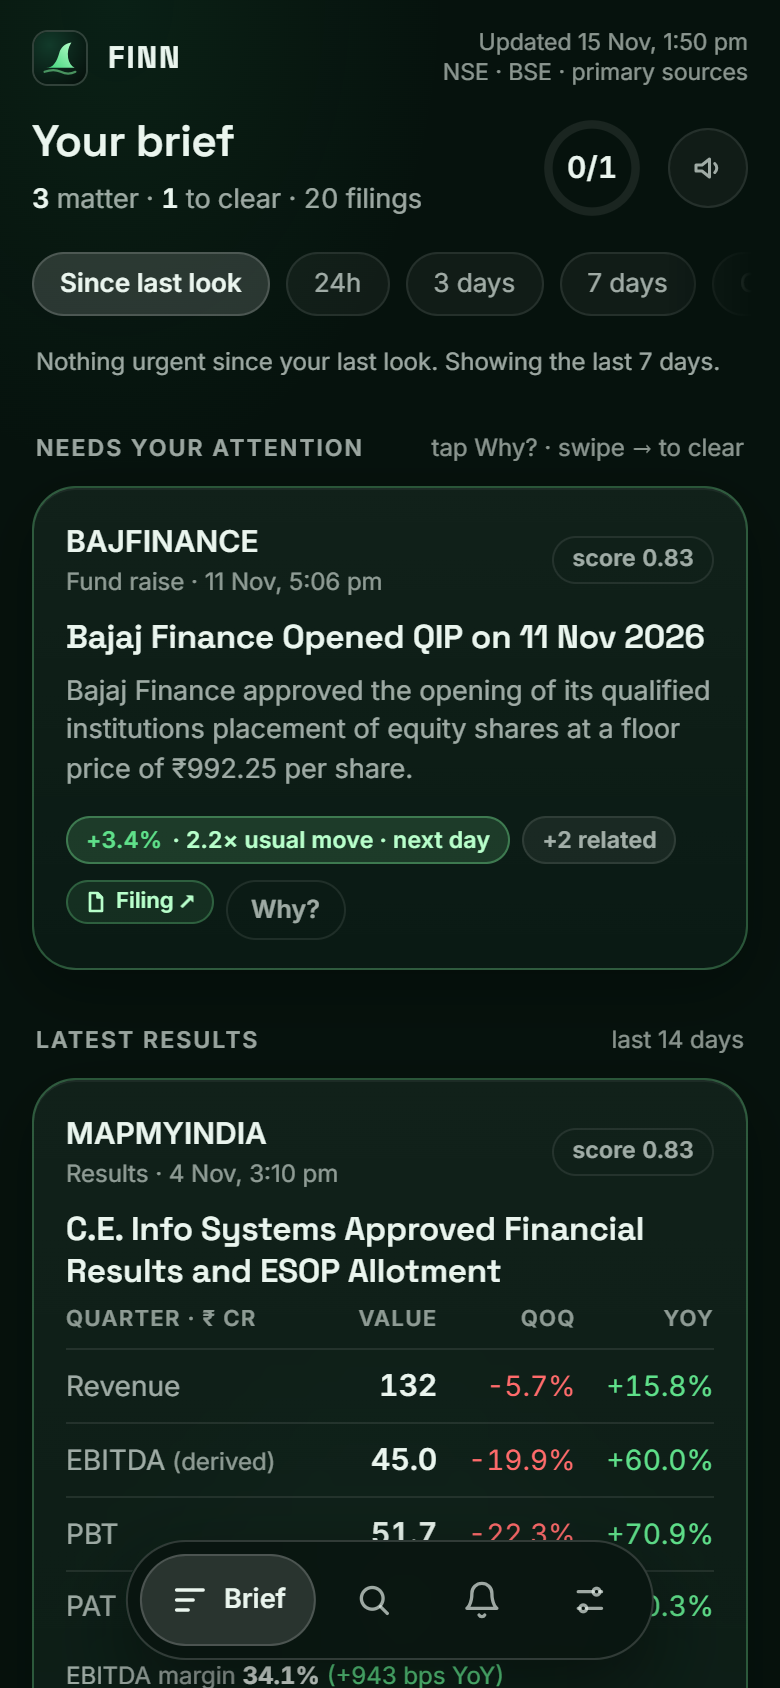 FINN
Updated 15 Nov, 1:50 pm
NSE · BSE · primary sources
Your brief
3 matter · 1 to clear · 20 filings
0/1
Since last look
24h
3 days
7 days
Nothing urgent since your last look. Showing the last 7 days.
NEEDS YOUR ATTENTION
tap Why? · swipe → to clear
BAJFINANCE
Fund raise · 11 Nov, 5:06 pm
score 0.83
Bajaj Finance Opened QIP on 11 Nov 2026
Bajaj Finance approved the opening of its qualified
institutions placement of equity shares at a floor
price of ₹992.25 per share.
+3.4% · 2.2× usual move · next day
+2 related
Filing ↗
Why?
LATEST RESULTS
last 14 days
MAPMYINDIA
Results · 4 Nov, 3:10 pm
score 0.83
C.E. Info Systems Approved Financial
Results and ESOP Allotment
QUARTER · ₹ CR VALUE QOQ YOY
Revenue 132 -5.7% +15.8%
EBITDA (derived) 45.0 -19.9% +60.0%
PBT 51.7 -22.3% +70.9%
PAT
Brief
EBITDA margin 34.1% (+943 bps YoY)